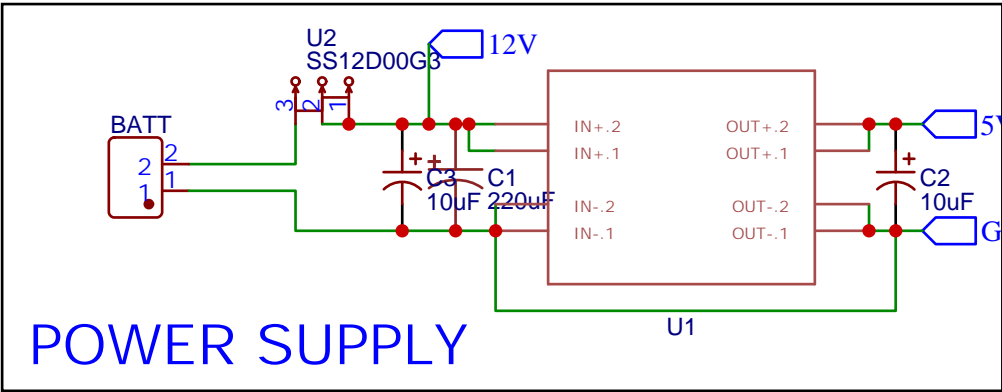 U2
SS12D00G3
12V
3
2
1
BATT
2
2
1
1
IN+.2
OUT+.2
5V
IN+.1
OUT+.1
C3
10uF
C1
220uF
C2
10uF
IN-.2
OUT-.2
IN-.1
OUT-.1
G
U1
POWER SUPPLY